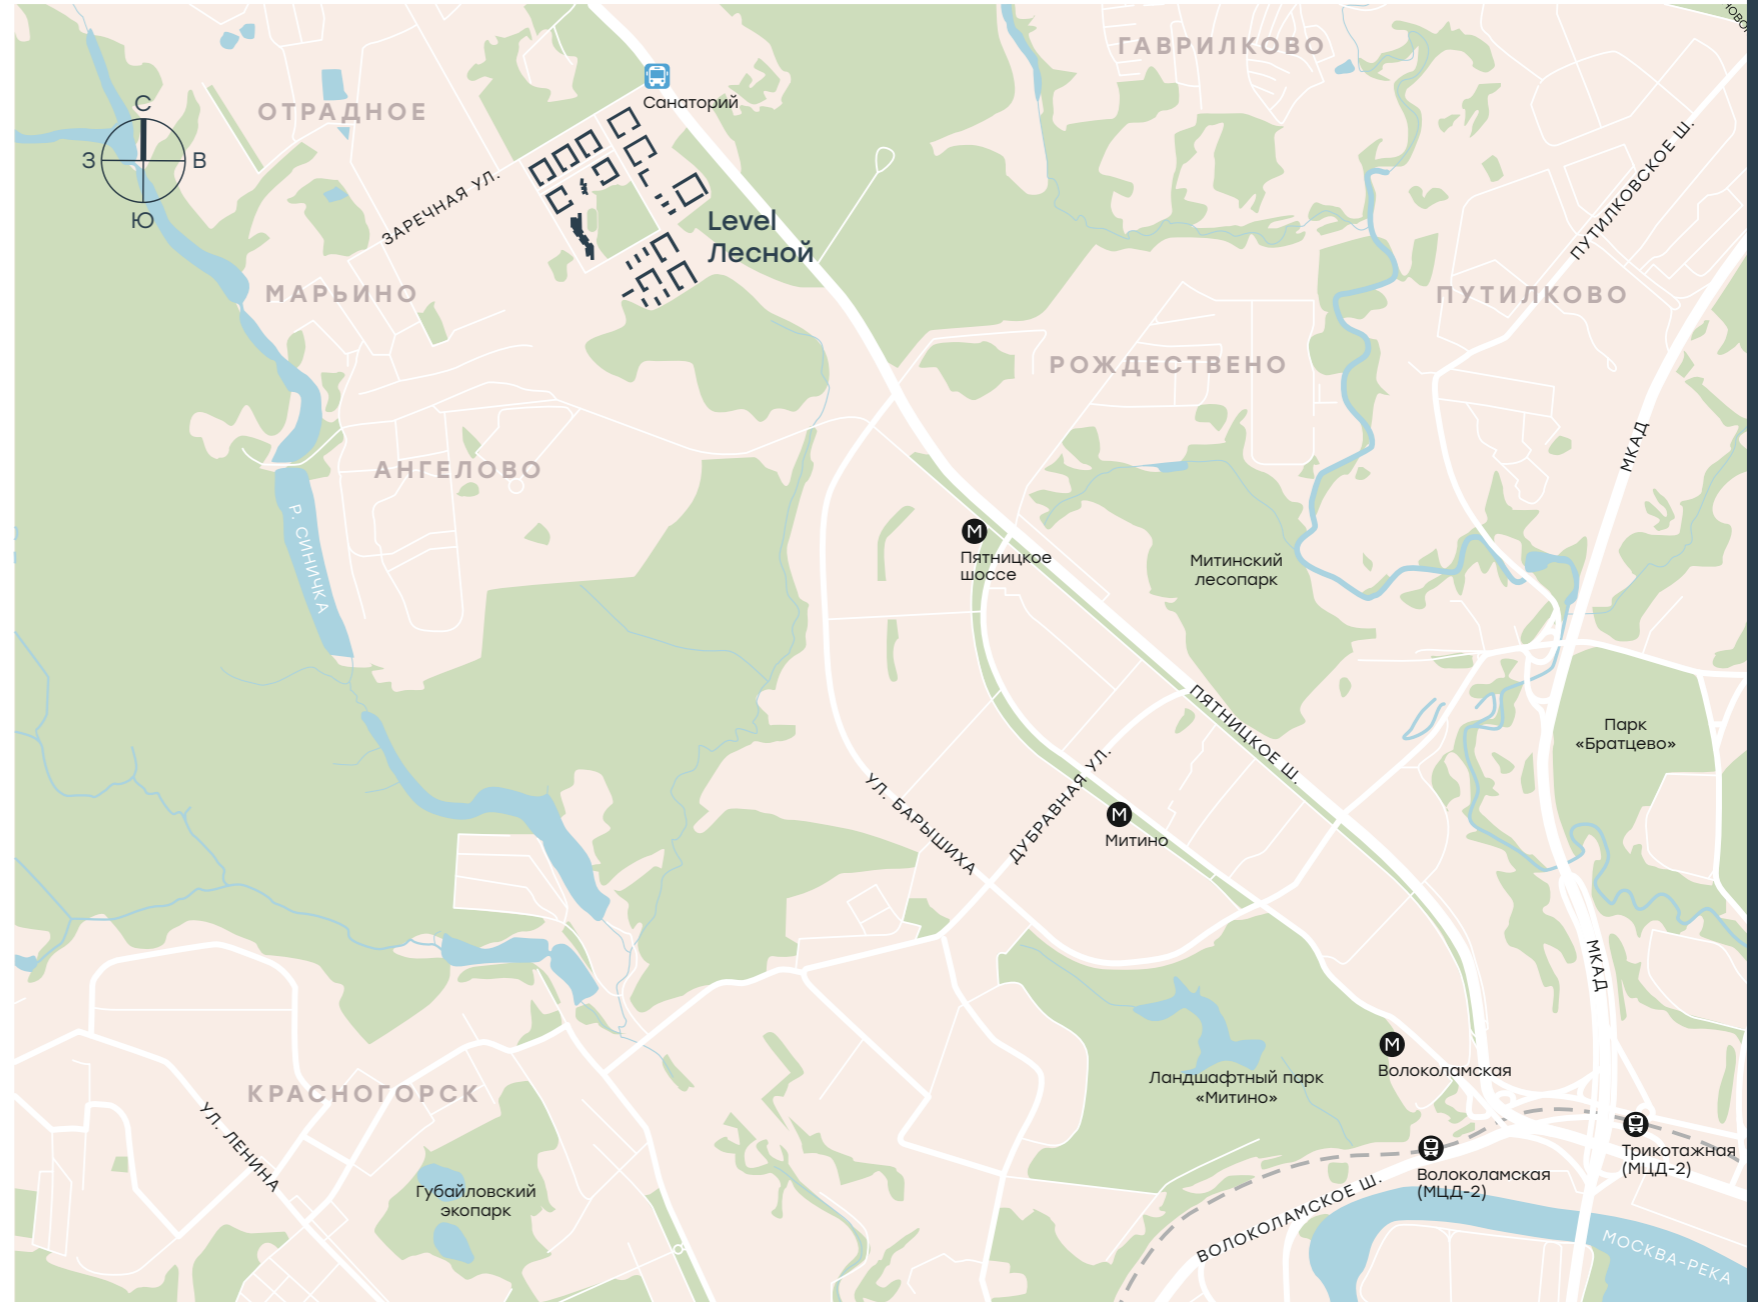 ГАВРИЛКОВО
Санаторий
ОТРАДНОЕ
С
З
В
Ю
ЗАРЕЧНАЯ УЛ.
ПУТИЛКОВСКОЕ Ш.
Level
Лесной
МАРЬИНО
ПУТИЛКОВО
РОЖДЕСТВЕНО
АНГЕЛОВО
МКАД
Р. СИНИЧКА
М
Пятницкое
шоссе
Митинский
лесопарк
ПЯТНИЦКОЕ Ш.
Парк
«Братцево»
УЛ. БАРЫШИХА
ДУБРАВНАЯ УЛ.
М
Митино
МКАД
М
Волоколамская
Ландшафтный парк
«Митино»
КРАСНОГОРСК
УЛ. ЛЕНИНА
Трикотажная
(МЦД-2)
Волоколамская
(МЦД-2)
Губайловский
экопарк
ВОЛОКОЛАМСКОЕ Ш.
МОСКВА-РЕКА